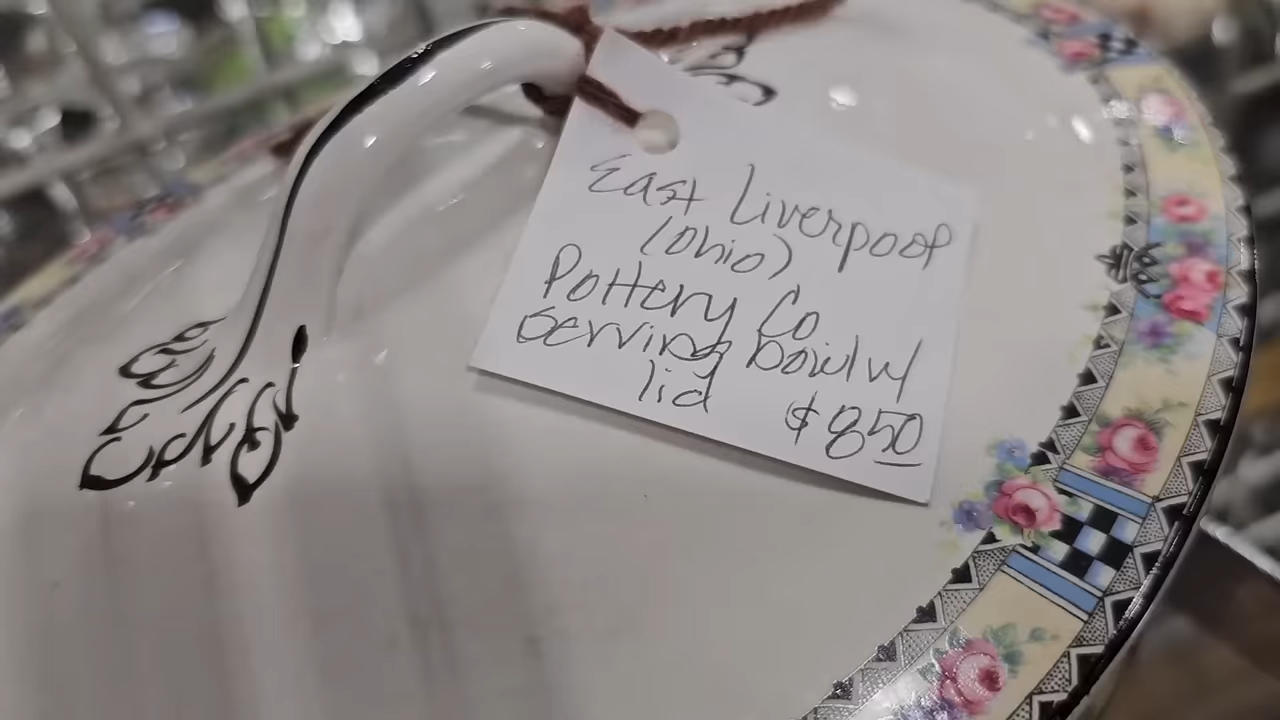 East Liverpool
(Ohio)
Pottery Co
Serving bowl w/
lid $850